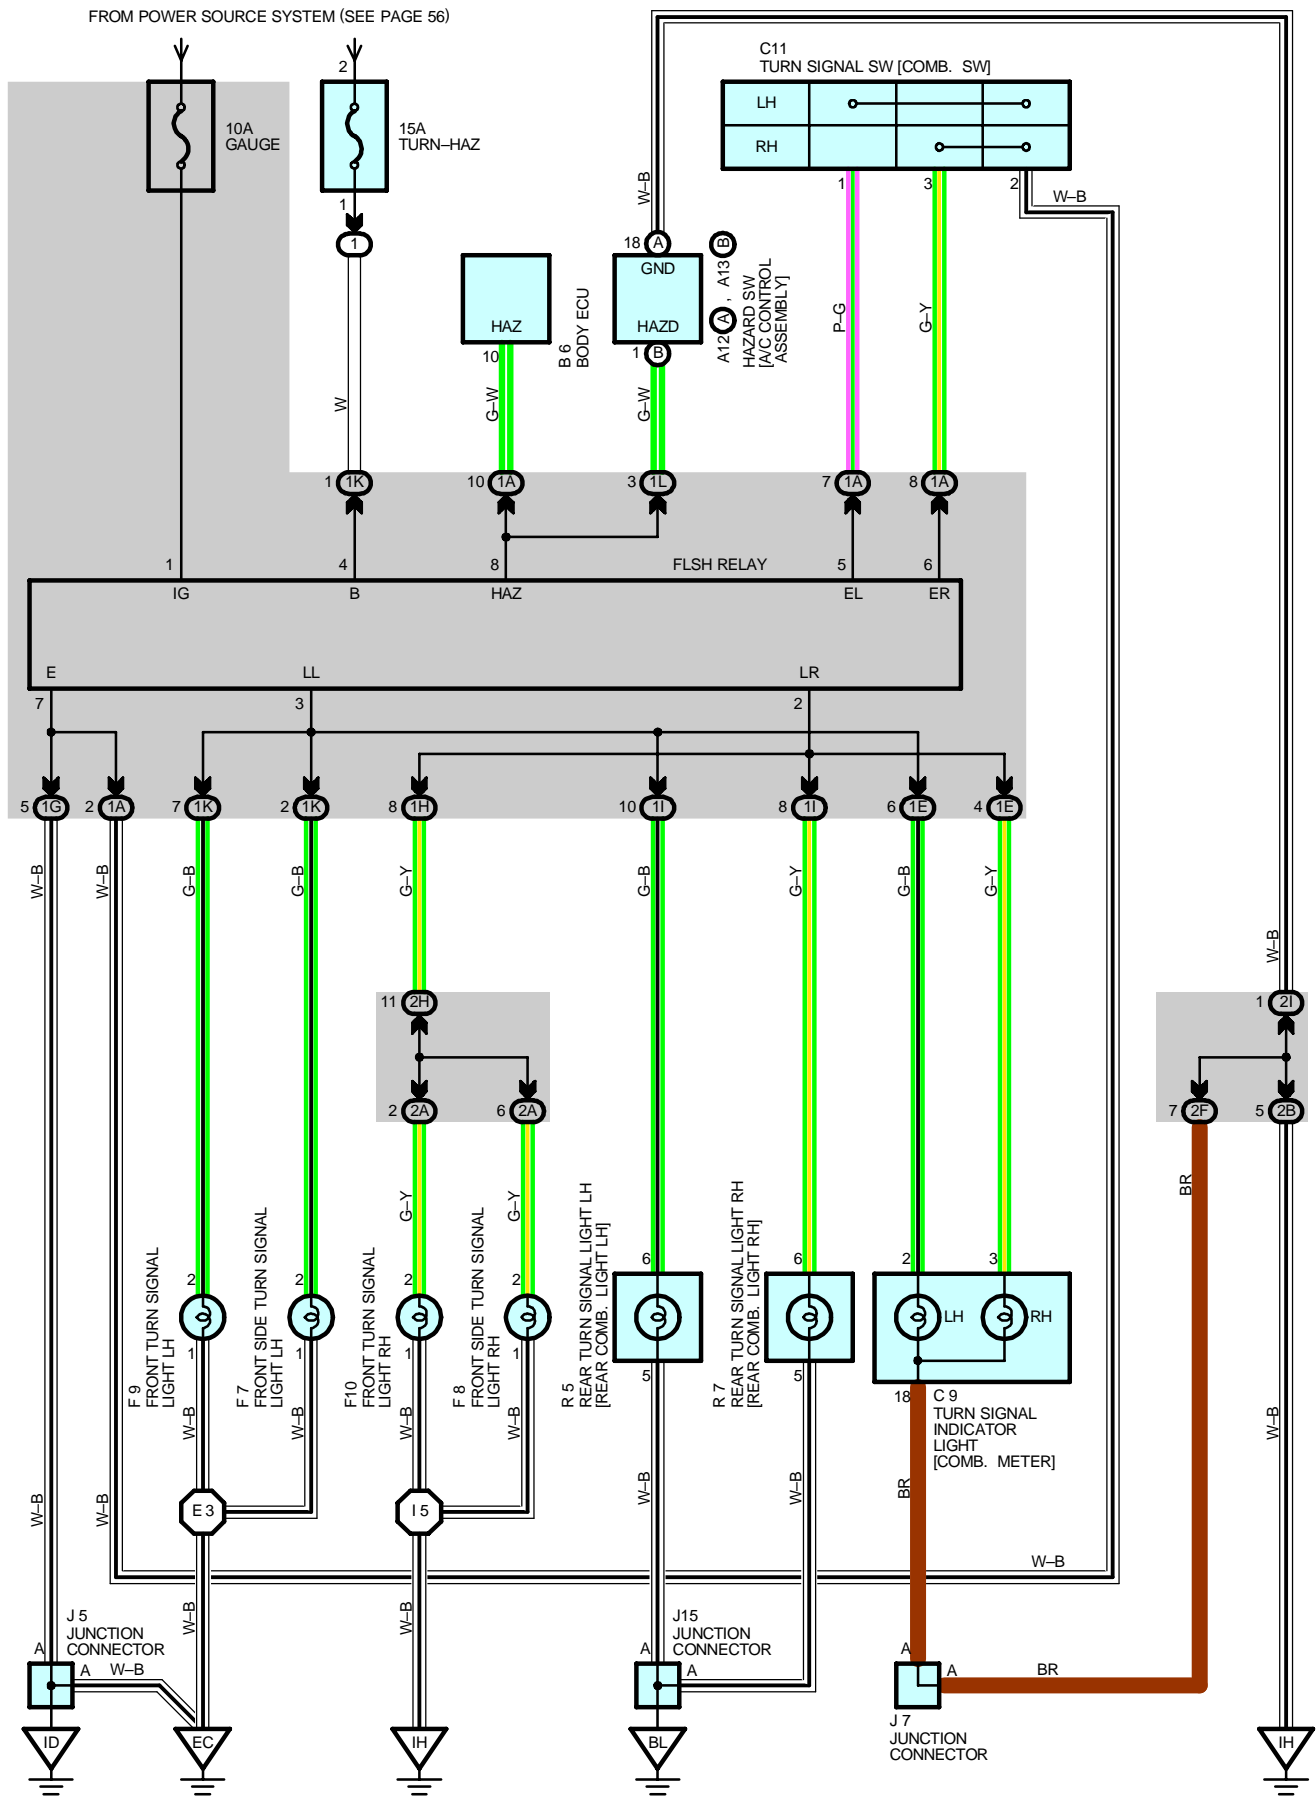 FROM POWER SOURCE SYSTEM (SEE PAGE 56)
2
10A
GAUGE
15A
TURN–HAZ
1
1
W
C11
TURN SIGNAL SW [COMB. SW]
LH
RH
1
3
2
W–B
W–B
18
A
GND
HAZD
1
B
A12 A , A13 B
HAZARD SW
[A/C CONTROL
ASSEMBLY]
HAZ
10
B 6
BODY ECU
G–W
G–W
P–G
G–Y
1
1K
10
1A
3
1L
7
1A
8
1A
1
4
8
FLSH RELAY
5
6
IG
B
HAZ
EL
ER
E
LL
LR
7
3
2
5
1G
2
1A
7
1K
2
1K
8
1H
10
1I
8
1I
6
1E
4
1E
W–B
W–B
G–B
G–B
G–Y
G–B
G–Y
G–B
G–Y
W–B
11
2H
1
2I
2
2A
6
2A
7
2F
5
2B
G–Y
G–Y
BR
2
2
2
2
6
6
2
3
LH
RH
1
1
1
1
5
5
18
F 9
FRONT TURN SIGNAL
LIGHT LH
F 7
FRONT SIDE TURN SIGNAL
LIGHT LH
F10
FRONT TURN SIGNAL
LIGHT RH
F 8
FRONT SIDE TURN SIGNAL
LIGHT RH
R 5
REAR TURN SIGNAL LIGHT LH
[REAR COMB. LIGHT LH]
R 7
REAR TURN SIGNAL LIGHT RH
[REAR COMB. LIGHT RH]
C 9
TURN SIGNAL
INDICATOR
LIGHT
[COMB. METER]
W–B
W–B
W–B
W–B
W–B
W–B
W–B
W–B
BR
W–B
E 3
I 5
W–B
W–B
W–B
J 5
JUNCTION
CONNECTOR
A
A
W–B
J15
JUNCTION
CONNECTOR
A
A
A
A
BR
J 7
JUNCTION
CONNECTOR
ID
EC
IH
BL
IH